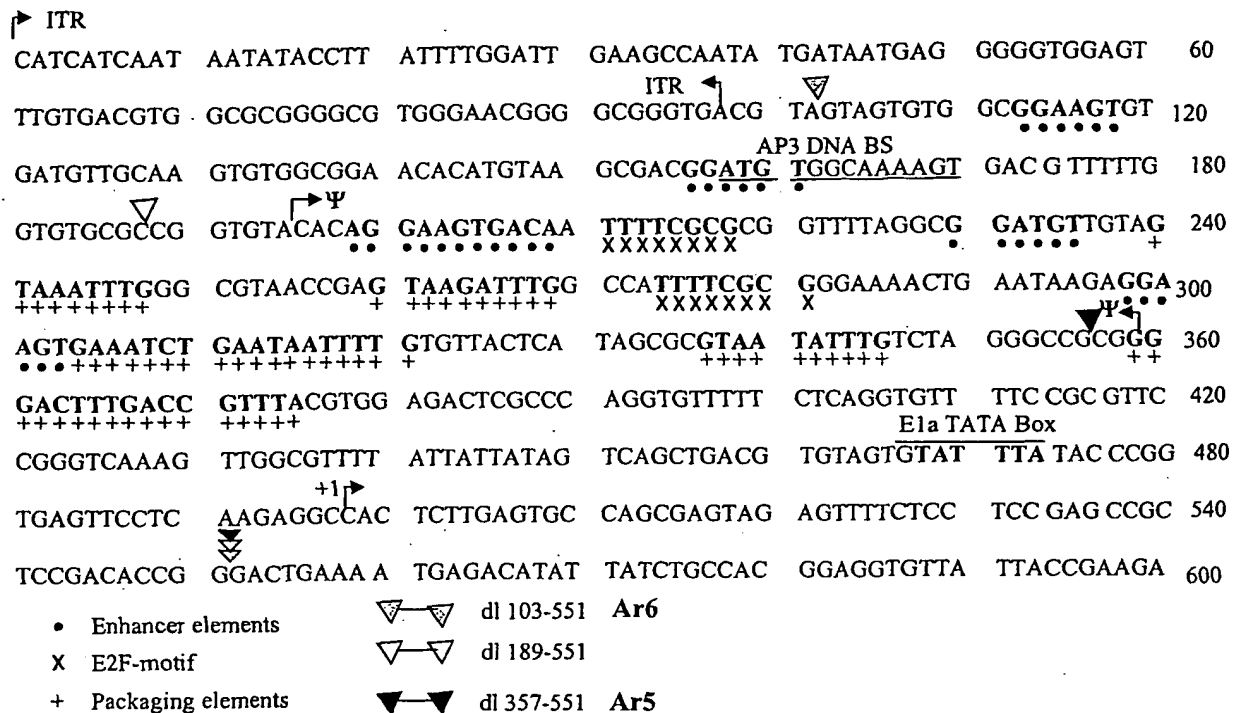 ITR
CATCATCAAT AATATACCTT ATTTTGGATT GAAGCCAATA TGATAATGAG GGGGTGGAGT 60
ITR
TTGTGACGTG GCGCGGGGCG TGGGAACGGG GCGGGTGACG TAGTAGTGTG GCGGAAGTGT 120
AP3 DNA BS
GATGTTGCAA GTGTGGCGGA ACACATGTAA GCGACGGATG TGGCAAAAGT GAC G TTTTTG 180
Ψ
GTGTGCGCCG GTGTACACAG GAAGTGACAA TTTTCGCGCG GTTTTAGGCG GATGTTGTAG 240
XXXXXXXX +
TAAATTTGGG CGTAACCGAG TAAGATTTGG CCATTTTCGC GGGAAAACTG AATAAGAGGA 300
++++++++ + +++++++++ XXXXXXX X
Ψ
AGTGAAATCT GAATAATTTT GTGTTACTCA TAGCGCGTAA TATTTGTCTA GGGCCGCGGG 360
+++++++ ++++++++++ + ++++ ++++++ ++
GACTTTGACC GTTTACGTGG AGACTCGCCC AGGTGTTTTT CTCAGGTGTT TTC CGC GTTC 420
++++++++++ +++++
E1a TATA Box
CGGGTCAAAG TTGGCGTTTT ATTATTATAG TCAGCTGACG TGTAGTGTAT TTA TAC CCGG 480
+1
TGAGTTCCTC AAGAGGCCAC TCTTGAGTGC CAGCGAGTAG AGTTTTCTCC TCC GAG CCGC 540
TCCGACACCG GGACTGAAAA TGAGACATAT TATCTGCCAC GGAGGTGTTA TTACCGAAGA 600
• Enhancer elements
X E2F-motif
+ Packaging elements
dl 103-551 Ar6
dl 189-551
dl 357-551 Ar5